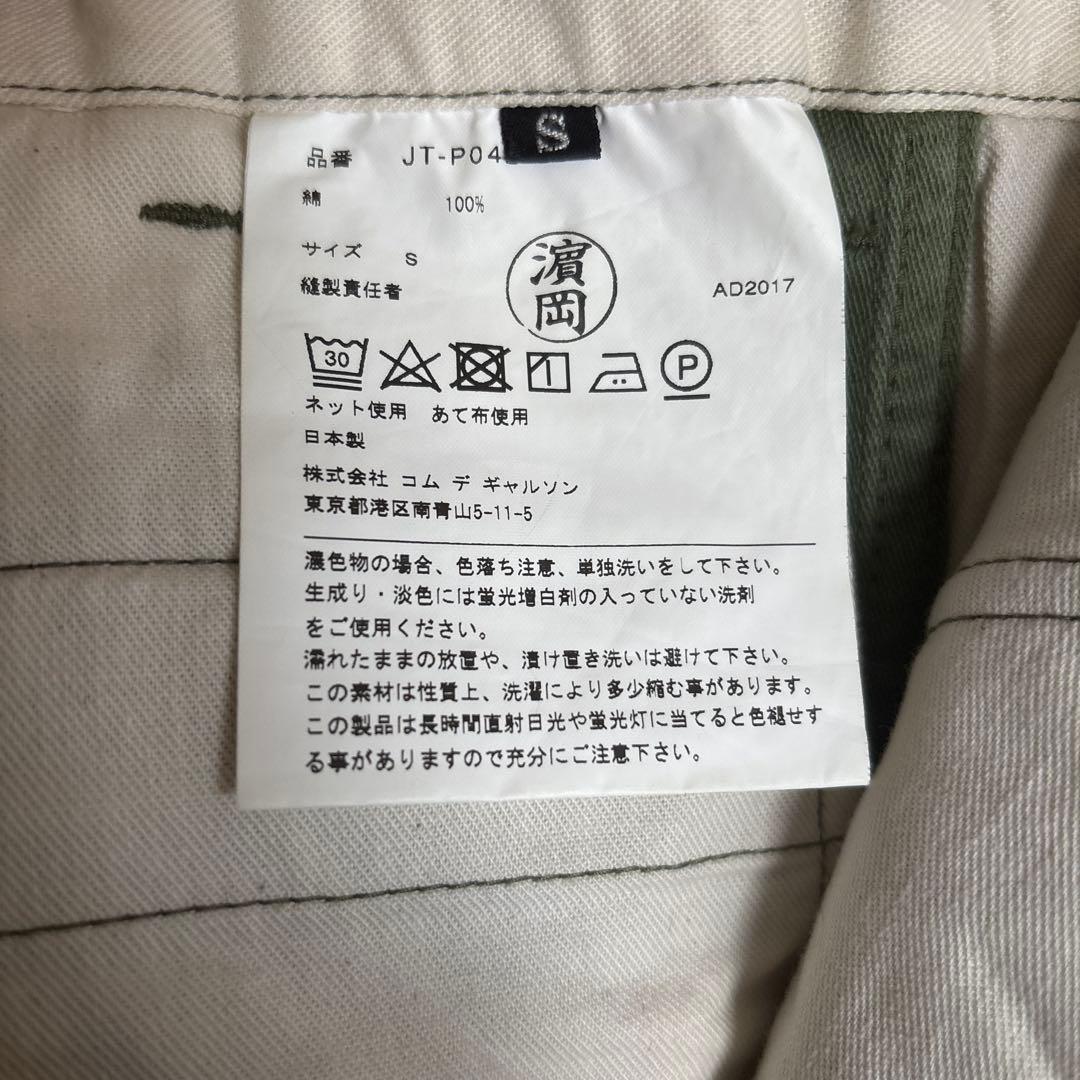 S
品番 JT-P04
綿 100%
サイズ S
縫製責任者 濱岡 AD2017
30 P
ネット使用 あて布使用
日本製
株式会社 コム デ ギャルソン
東京都港区南青山5-11-5
濃色物の場合、色落ち注意、単独洗いをして下さい。
生成り・淡色には蛍光増白剤の入っていない洗剤
をご使用ください。
濡れたままの放置や、漬け置き洗いは避けて下さい。
この素材は性質上、洗濯により多少縮む事があります。
この製品は長時間直射日光や蛍光灯に当てると色褪せす
る事がありますので充分にご注意下さい。